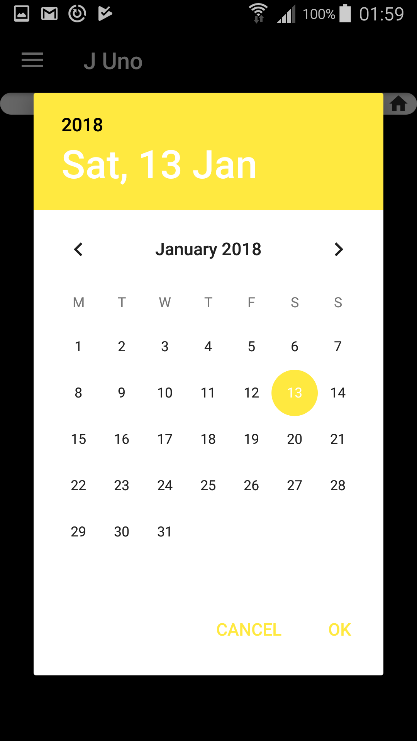 100% 01:59
J Uno
2018
Sat, 13 Jan
January 2018
M T W T F S S
1 2 3 4 5 6 7
8 9 10 11 12 13 14
15 16 17 18 19 20 21
22 23 24 25 26 27 28
29 30 31
CANCEL OK